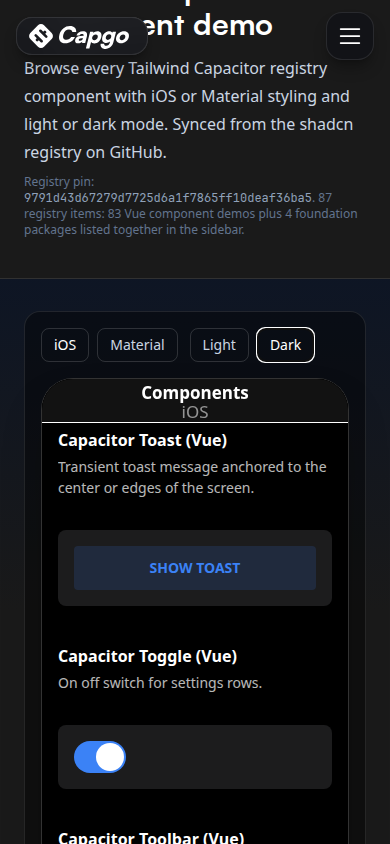 Capgo
ent demo
Browse every Tailwind Capacitor registry
component with iOS or Material styling and
light or dark mode. Synced from the shadcn
registry on GitHub.
Registry pin:
9791d43d67279d7725d6a1f7865ff10deaf36ba5. 87
registry items: 83 Vue component demos plus 4 foundation
packages listed together in the sidebar.
iOS Material Light Dark
Components
iOS
Capacitor Toast (Vue)
Transient toast message anchored to the
center or edges of the screen.
SHOW TOAST
Capacitor Toggle (Vue)
On off switch for settings rows.
Capacitor Toolbar (Vue)